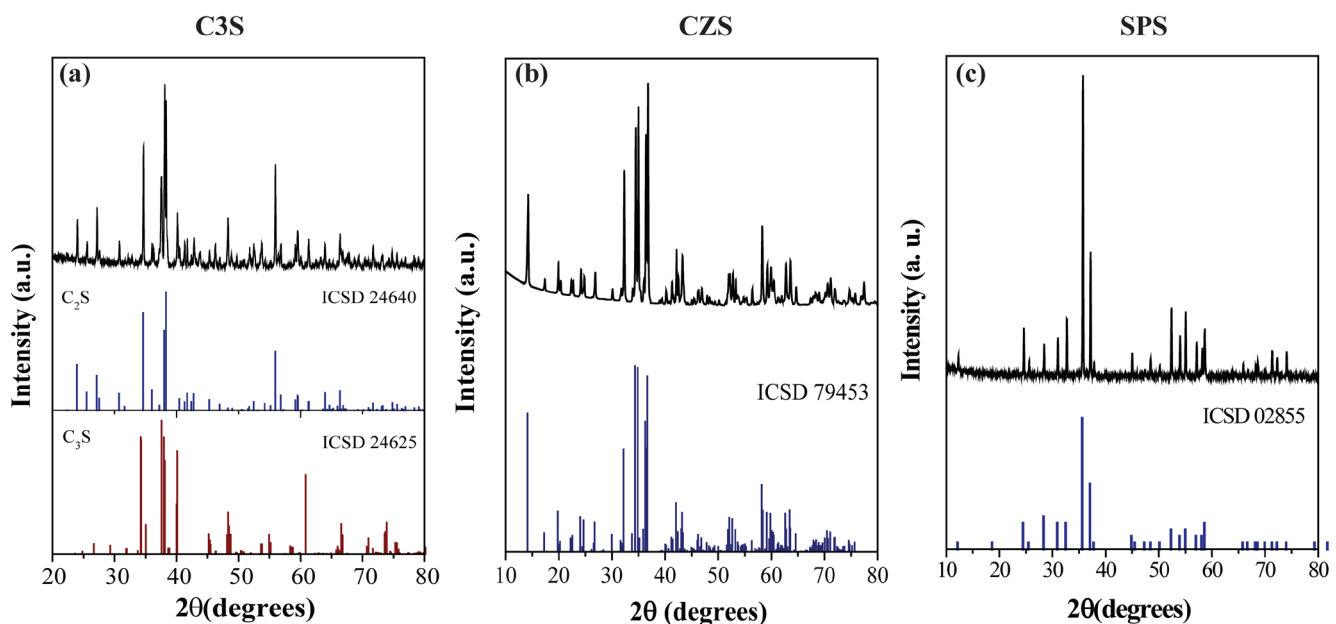 C3S
CZS
SPS
(a)
(b)
(c)
Intensity (a.u.)
Intensity (a.u.)
Intensity (a. u.)
C₂S
ICSD 24640
C₃S
ICSD 24625
ICSD 79453
ICSD 02855
20 30 40 50 60 70 80
10 20 30 40 50 60 70 80
10 20 30 40 50 60 70 80
2θ(degrees)
2θ (degrees)
2θ(degrees)